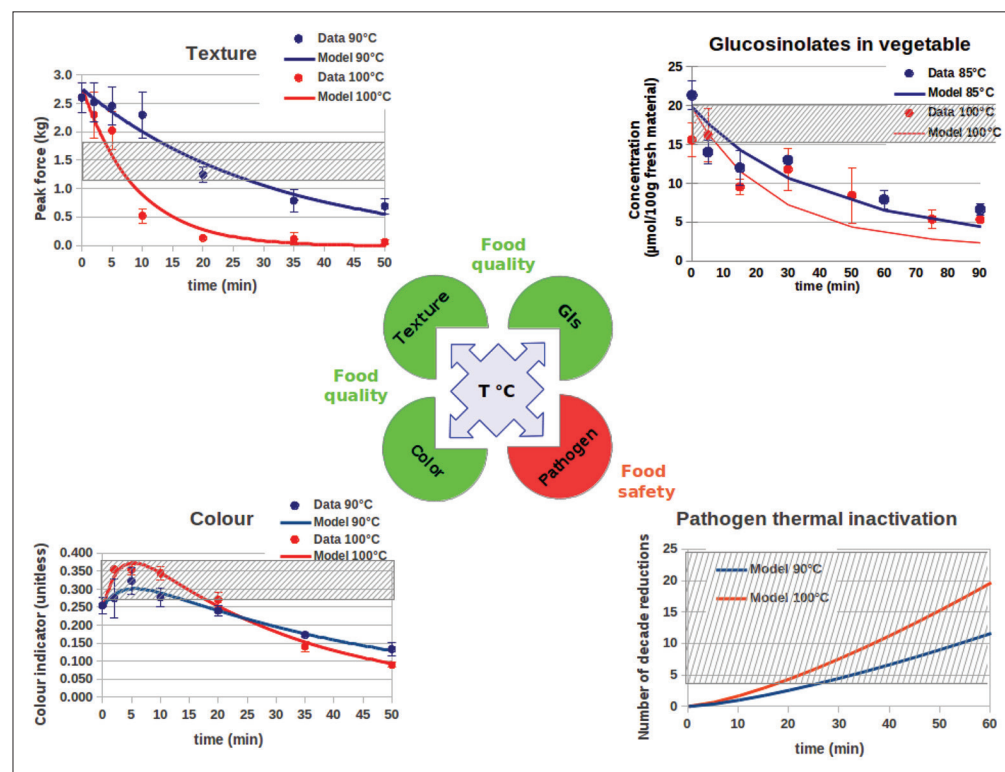 Texture
Data 90°C
Model 90°C
Data 100°C
Model 100°C
3.0
2.5
2.0
1.5
1.0
0.5
0.0
Peak force (kg)
0 5 10 15 20 25 30 35 40 45 50
time (min)
Glucosinolates in vegetable
Data 85°C
Model 85°C
Data 100°C
Model 100°C
25
20
15
10
5
0
Concentration
(µmol/100g fresh material)
0 10 20 30 40 50 60 70 80 90
time (min)
Food
quality
Texture
Gls
T °C
Food
quality
Color
Pathogen
Food
safety
Colour
Data 90°C
Model 90°C
Data 100°C
Model 100°C
0.400
0.350
0.300
0.250
0.200
0.150
0.100
0.050
0.000
Colour indicator (unitless)
0 5 10 15 20 25 30 35 40 45 50
time (min)
Pathogen thermal inactivation
Model 90°C
Model 100°C
25
20
15
10
5
0
Number of decade reductions
0 10 20 30 40 50 60
time (min)